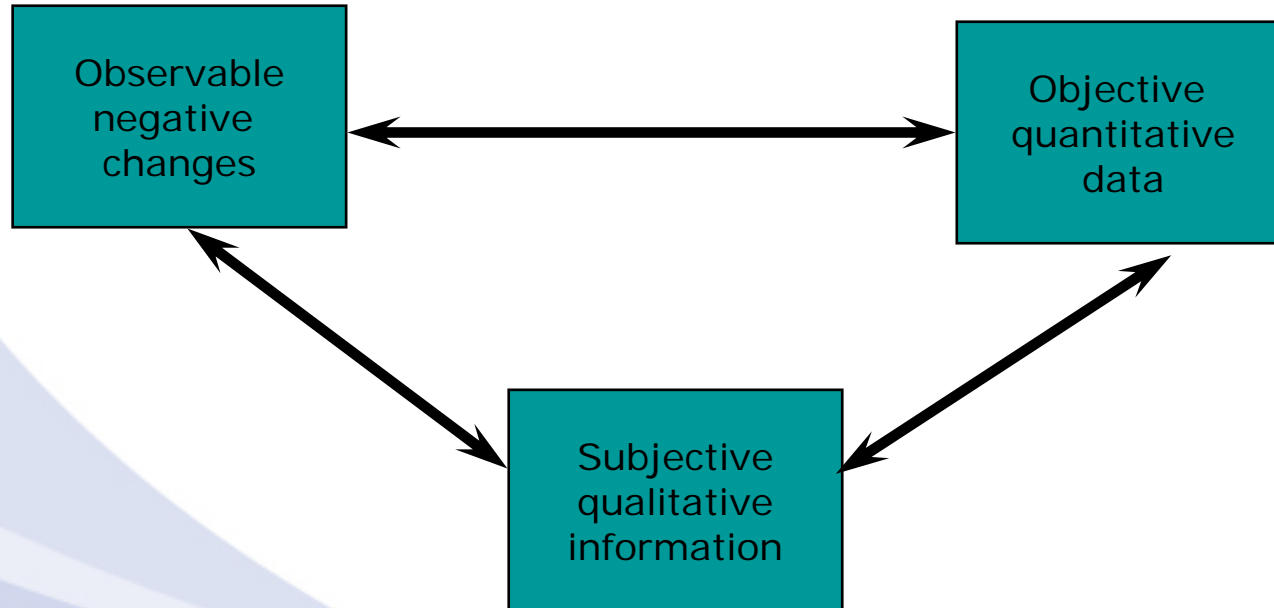 Observable
negative
changes
Objective
quantitative
data
Subjective
qualitative
information